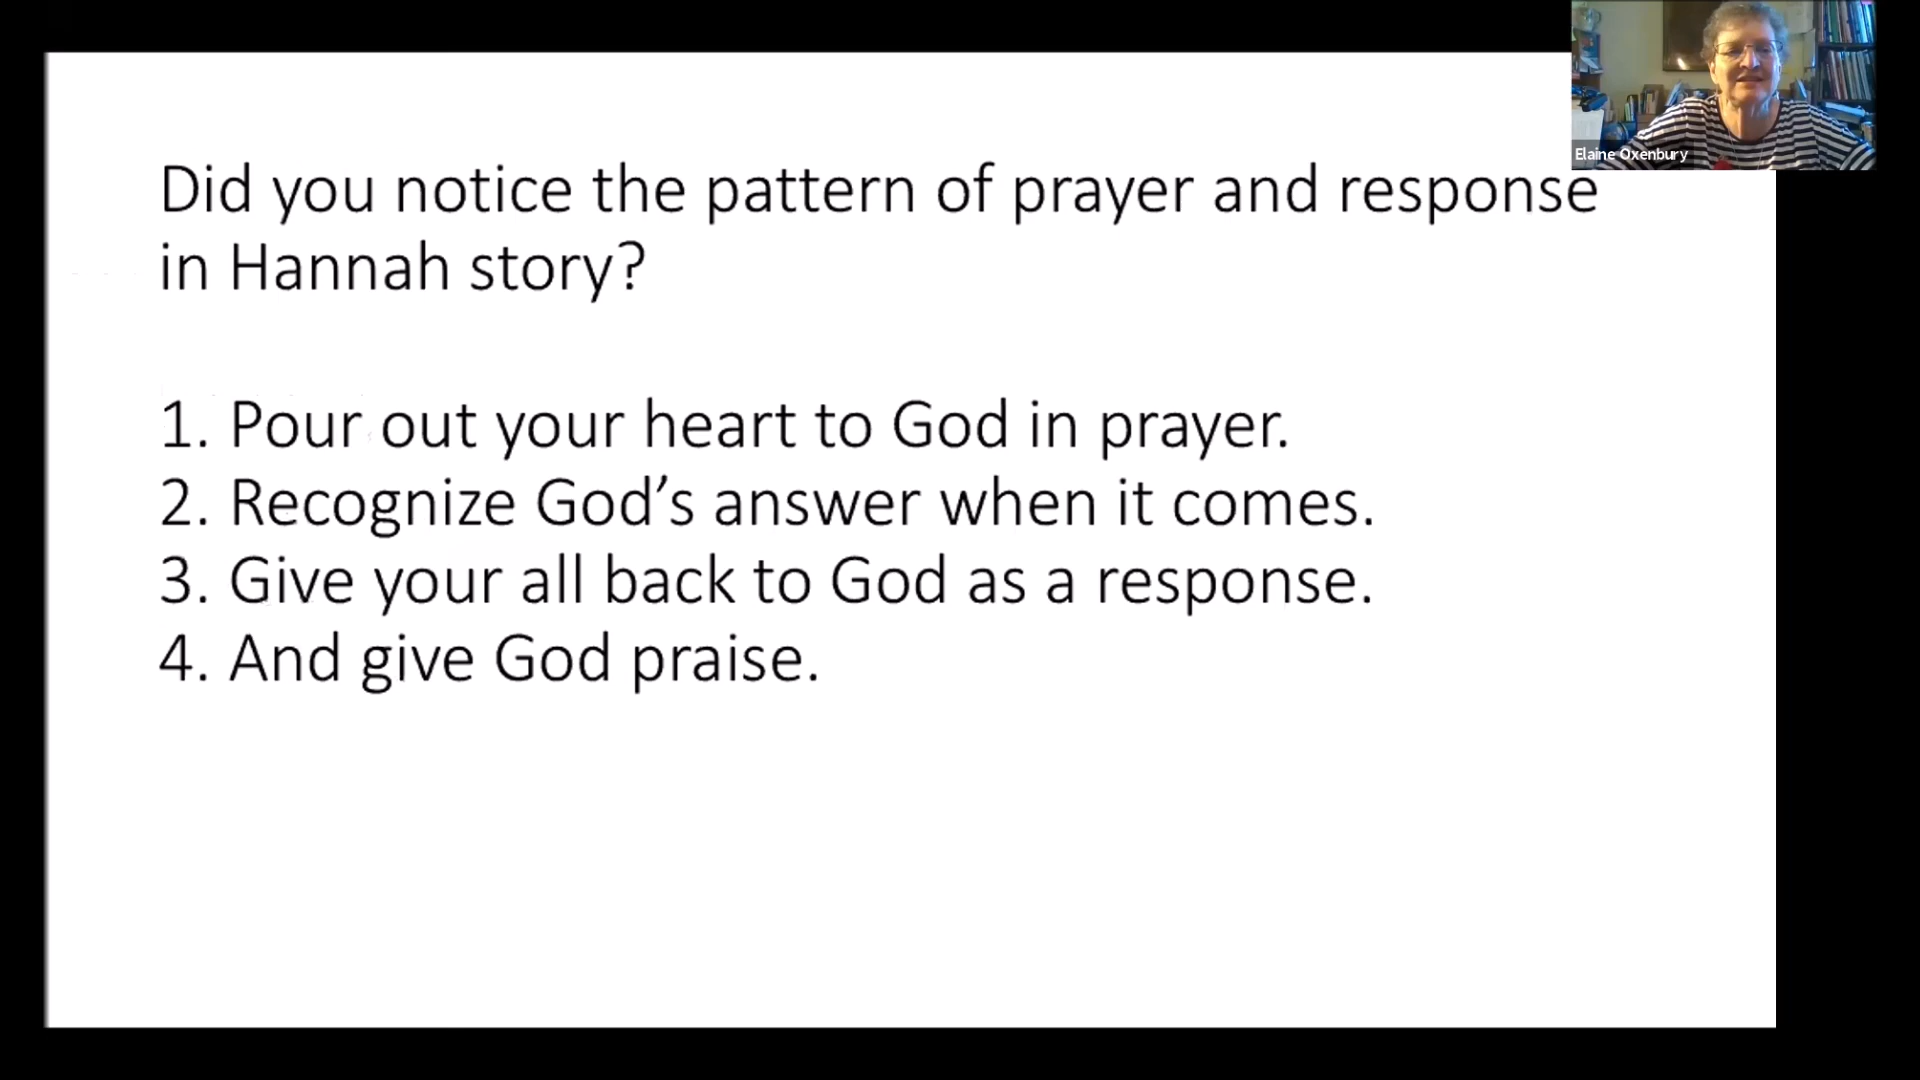 Elaine Oxenbury
Did you notice the pattern of prayer and response
in Hannah story?
1. Pour out your heart to God in prayer.
2. Recognize God’s answer when it comes.
3. Give your all back to God as a response.
4. And give God praise.